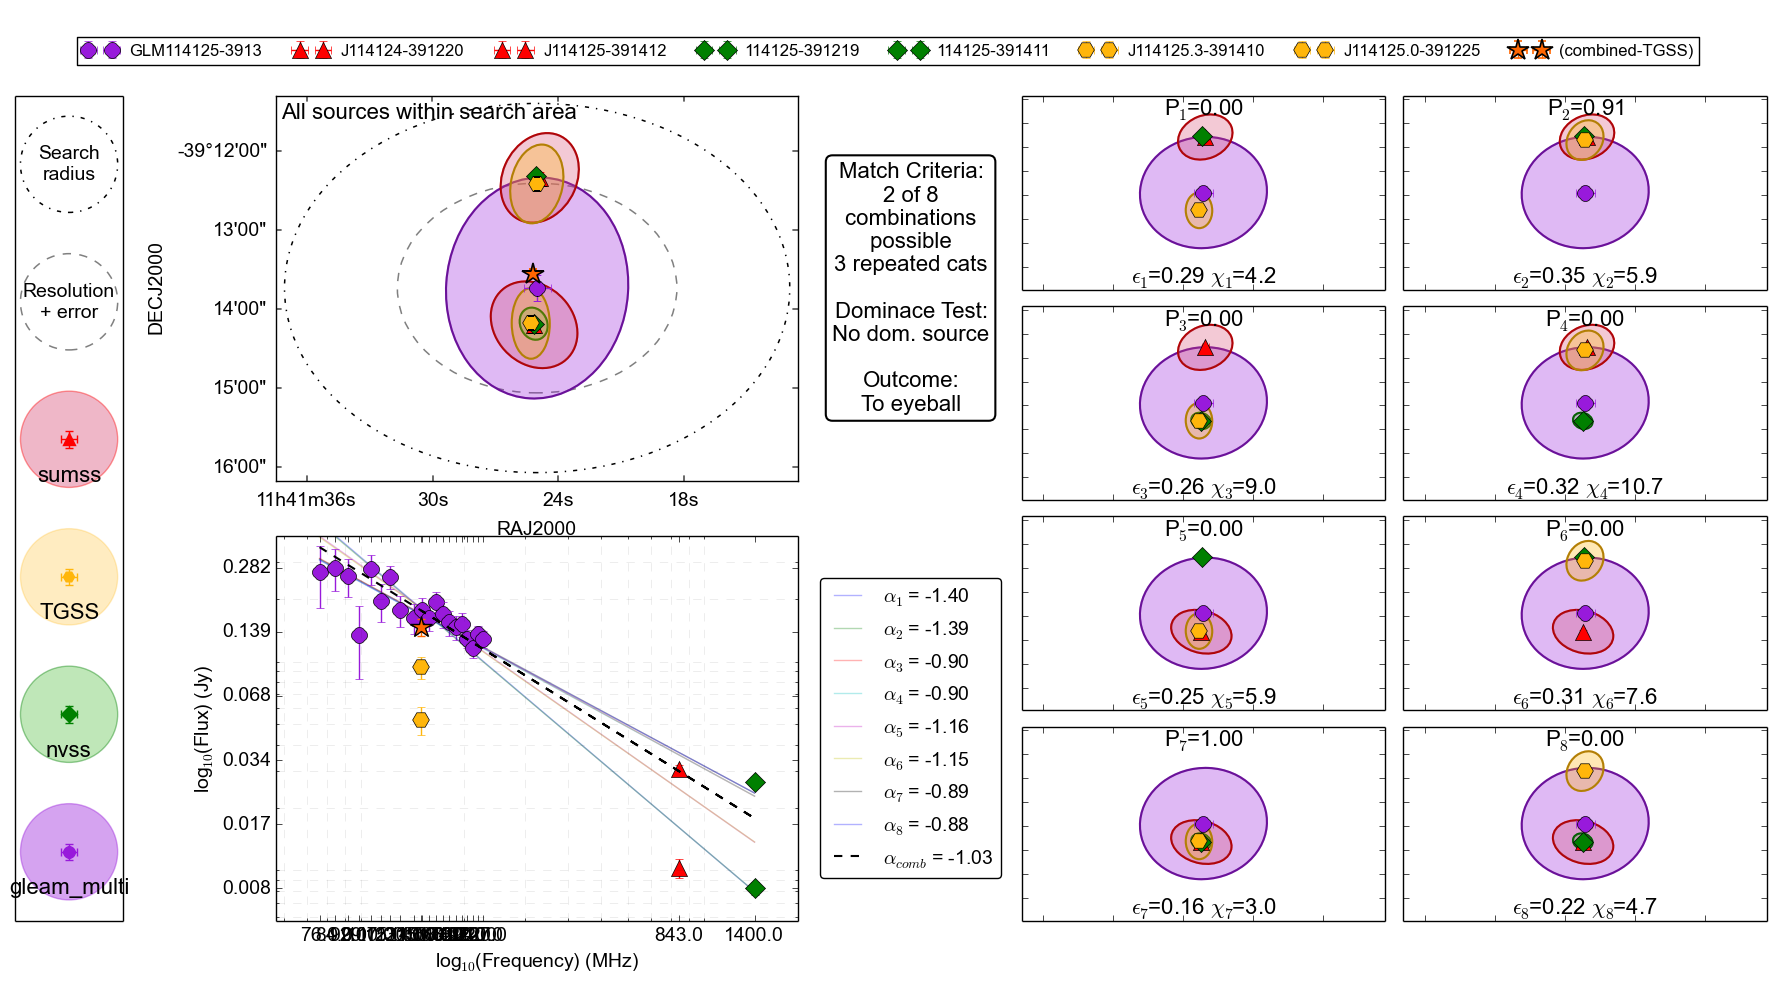 GLM114125-3913 J114124-391220 J114125-391412 114125-391219 114125-391411 J114125.3-391410 J114125.0-391225 (combined-TGSS)
Search
radius
Resolution
+ error
sumss
TGSS
nvss
gleam_multi
All sources within search area
DECJ2000
-39°12'00"
13'00"
14'00"
15'00"
16'00"
11h41m36s 30s 24s 18s
RAJ2000
Match Criteria:
2 of 8
combinations
possible
3 repeated cats
Dominace Test:
No dom. source
Outcome:
To eyeball
log10(Flux) (Jy)
0.282
0.139
0.068
0.034
0.017
0.008
843.0 1400.0
log10(Frequency) (MHz)
α1 = -1.40
α2 = -1.39
α3 = -0.90
α4 = -0.90
α5 = -1.16
α6 = -1.15
α7 = -0.89
α8 = -0.88
αcomb = -1.03
P1=0.00
ϵ1=0.29 χ1=4.2
P2=0.91
ϵ2=0.35 χ2=5.9
P3=0.00
ϵ3=0.26 χ3=9.0
P4=0.00
ϵ4=0.32 χ4=10.7
P5=0.00
ϵ5=0.25 χ5=5.9
P6=0.00
ϵ6=0.31 χ6=7.6
P7=1.00
ϵ7=0.16 χ7=3.0
P8=0.00
ϵ8=0.22 χ8=4.7